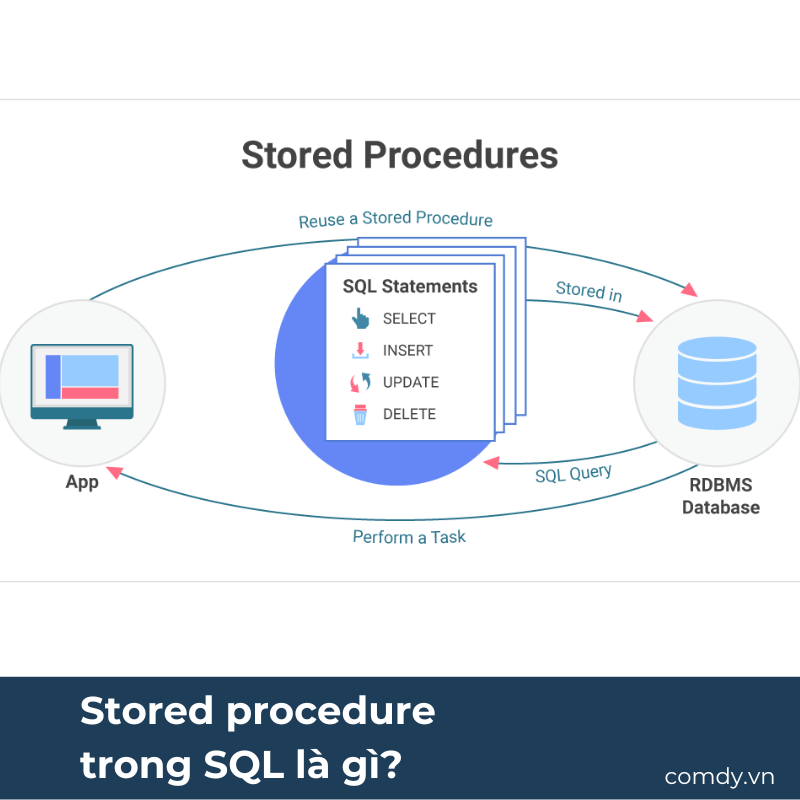 Stored Procedures
Reuse a Stored Procedure
Stored in
SQL Statements
SELECT
INSERT
UPDATE
DELETE
App
SQL Query
RDBMS
Database
Perform a Task
Stored procedure
trong SQL là gì?
comdy.vn